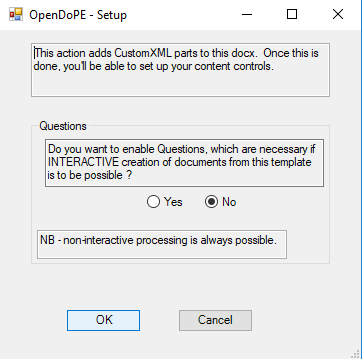 OpenDoPE - Setup
This action adds CustomXML parts to this docx.  Once this is
done, you'll be able to set up your content controls.
Questions
Do you want to enable Questions, which are necessary if
INTERACTIVE creation of documents from this template
is to be possible ?
Yes No
NB - non-interactive processing is always possible.
OK Cancel